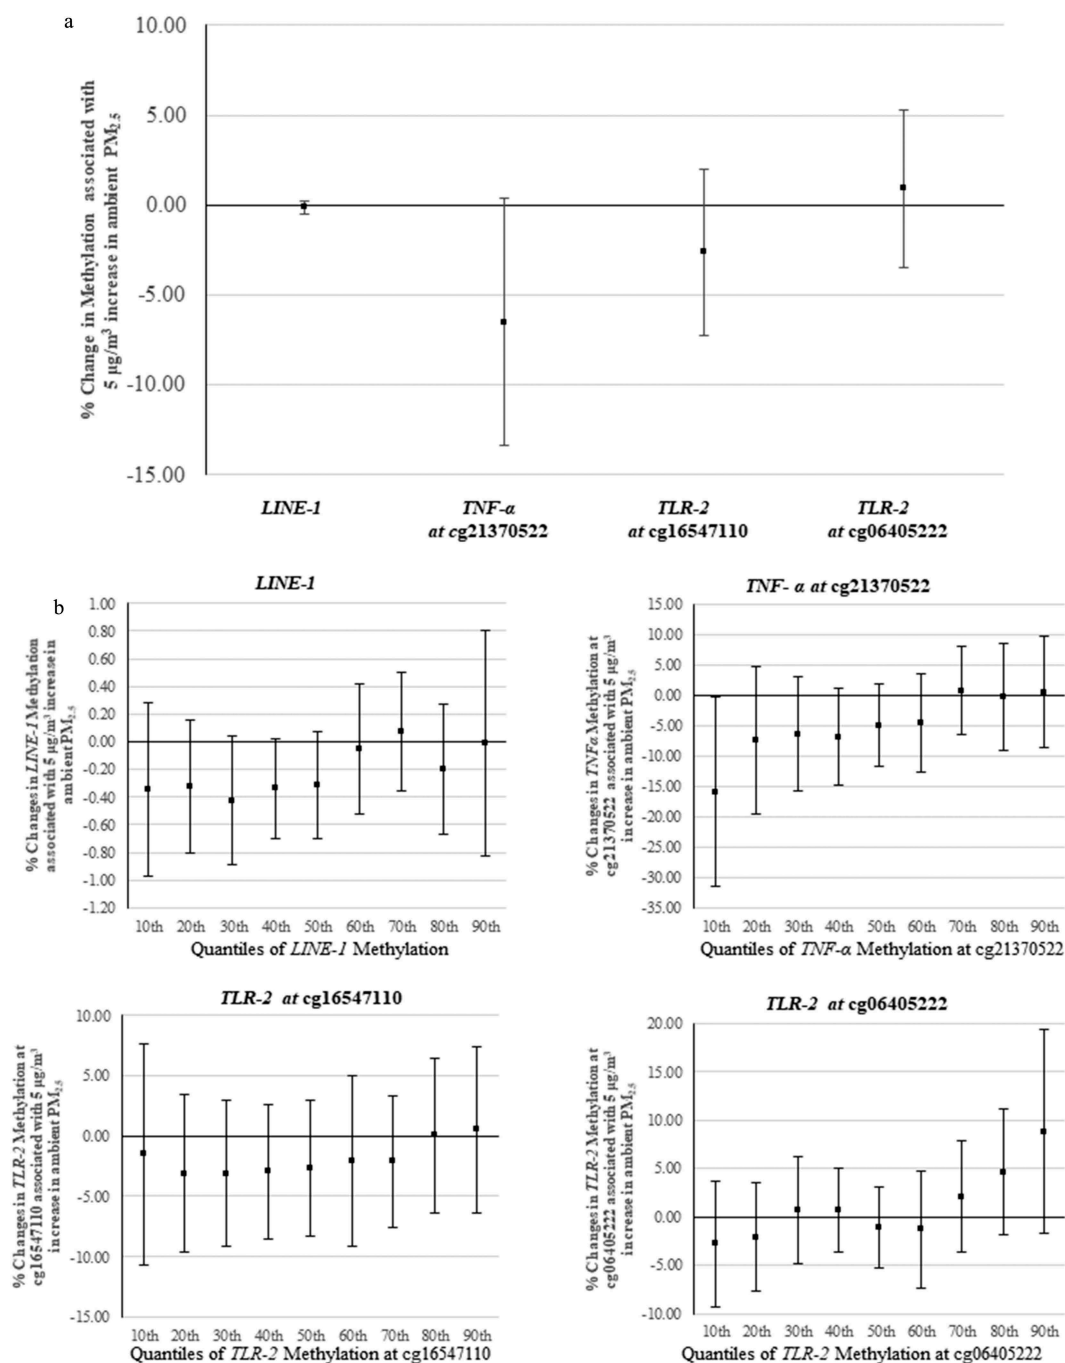 a
10.00
5.00
0.00
-5.00
-10.00
-15.00
% Change in Methylation associated with
5 µg/m³ increase in ambient PM2.5
LINE-1
TNF-α
at cg21370522
TLR-2
at cg16547110
TLR-2
at cg06405222
b
LINE-1
1.00
0.80
0.60
0.40
0.20
0.00
-0.20
-0.40
-0.60
-0.80
-1.00
-1.20
% Changes in LINE-1 Methylation
associated with 5 µg/m³ increase in
ambient PM2.5
10th 20th 30th 40th 50th 60th 70th 80th 90th
Quantiles of LINE-1 Methylation
TNF- α at cg21370522
15.00
10.00
5.00
0.00
-5.00
-10.00
-15.00
-20.00
-25.00
-30.00
-35.00
% Changes in TNFα Methylation at
cg21370522 associated with 5 µg/m³
increase in ambient PM2.5
10th 20th 30th 40th 50th 60th 70th 80th 90th
Quantiles of TNF-α Methylation at cg21370522
TLR-2 at cg16547110
10.00
5.00
0.00
-5.00
-10.00
-15.00
% Changes in TLR-2 Methylation at
cg16547110 associated with 5 µg/m³
increase in ambient PM2.5
10th 20th 30th 40th 50th 60th 70th 80th 90th
Quantiles of TLR-2 Methylation at cg16547110
TLR-2 at cg06405222
20.00
15.00
10.00
5.00
0.00
-5.00
-10.00
% Changes in TLR-2 Methylation at
cg06405222 associated with 5 µg/m³
increase in ambient PM2.5
10th 20th 30th 40th 50th 60th 70th 80th 90th
Quantiles of TLR-2 Methylation at cg06405222